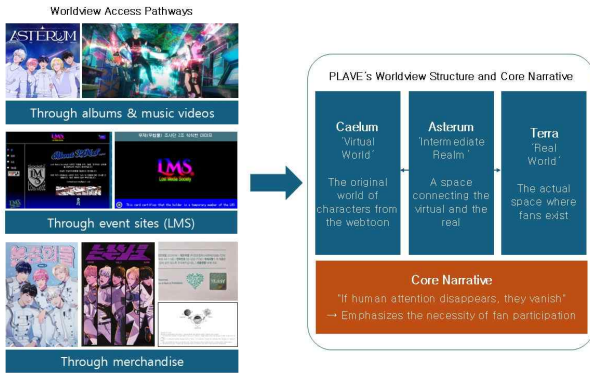 Worldview Access Pathways
ASTERUM
Through albums & music videos
LMS
LMS
Lost Media Society
Through event sites (LMS)
Through merchandise
PLAVE's Worldview Structure and Core Narrative
Caelum
'Virtual
World'
The original
world of
characters from
the webtoon
Asterum
'Intermediate
Realm'
A space
connecting the
virtual and the
real
Terra
'Real
World'
The actual
space where
fans exist
Core Narrative
"If human attention disappears, they vanish"
→ Emphasizes the necessity of fan participation